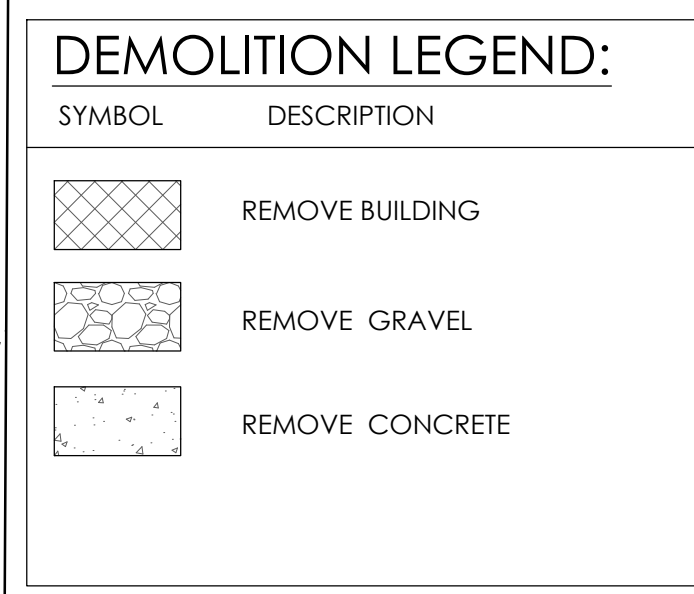 DEMOLITION LEGEND:
SYMBOL DESCRIPTION
REMOVE BUILDING
REMOVE GRAVEL
REMOVE CONCRETE